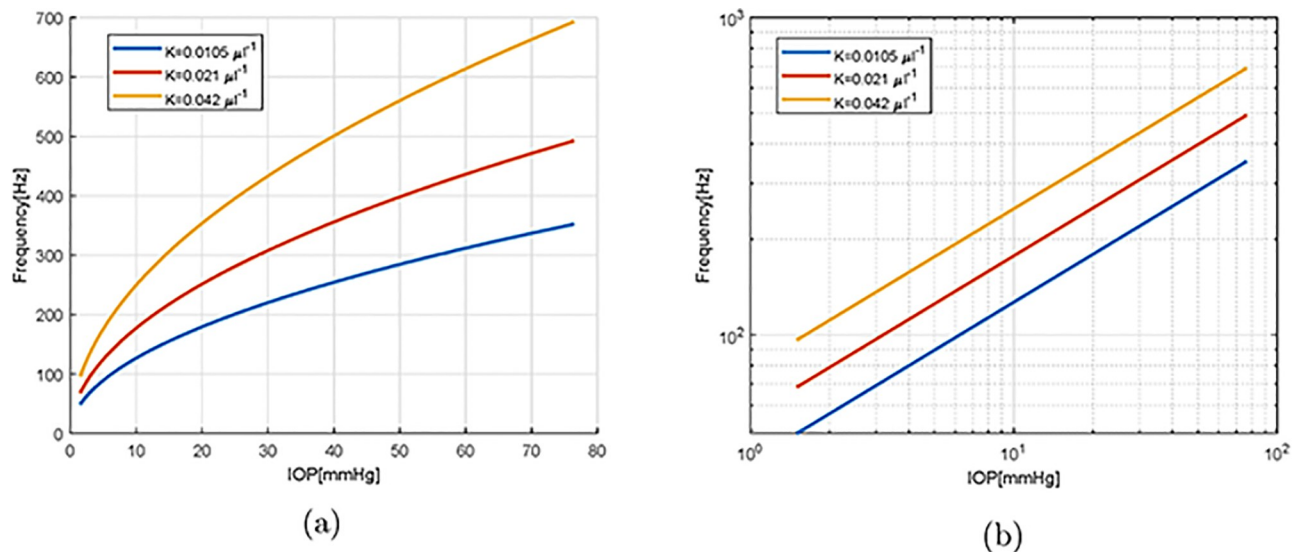 700
600
500
400
300
200
100
0
Frequency[Hz]
K=0.0105 μl⁻¹
K=0.021 μl⁻¹
K=0.042 μl⁻¹
0 10 20 30 40 50 60 70 80
IOP[mmHg]
(a)
10³
10²
Frequency[Hz]
K=0.0105 μl⁻¹
K=0.021 μl⁻¹
K=0.042 μl⁻¹
10⁰ 10¹ 10²
IOP[mmHg]
(b)